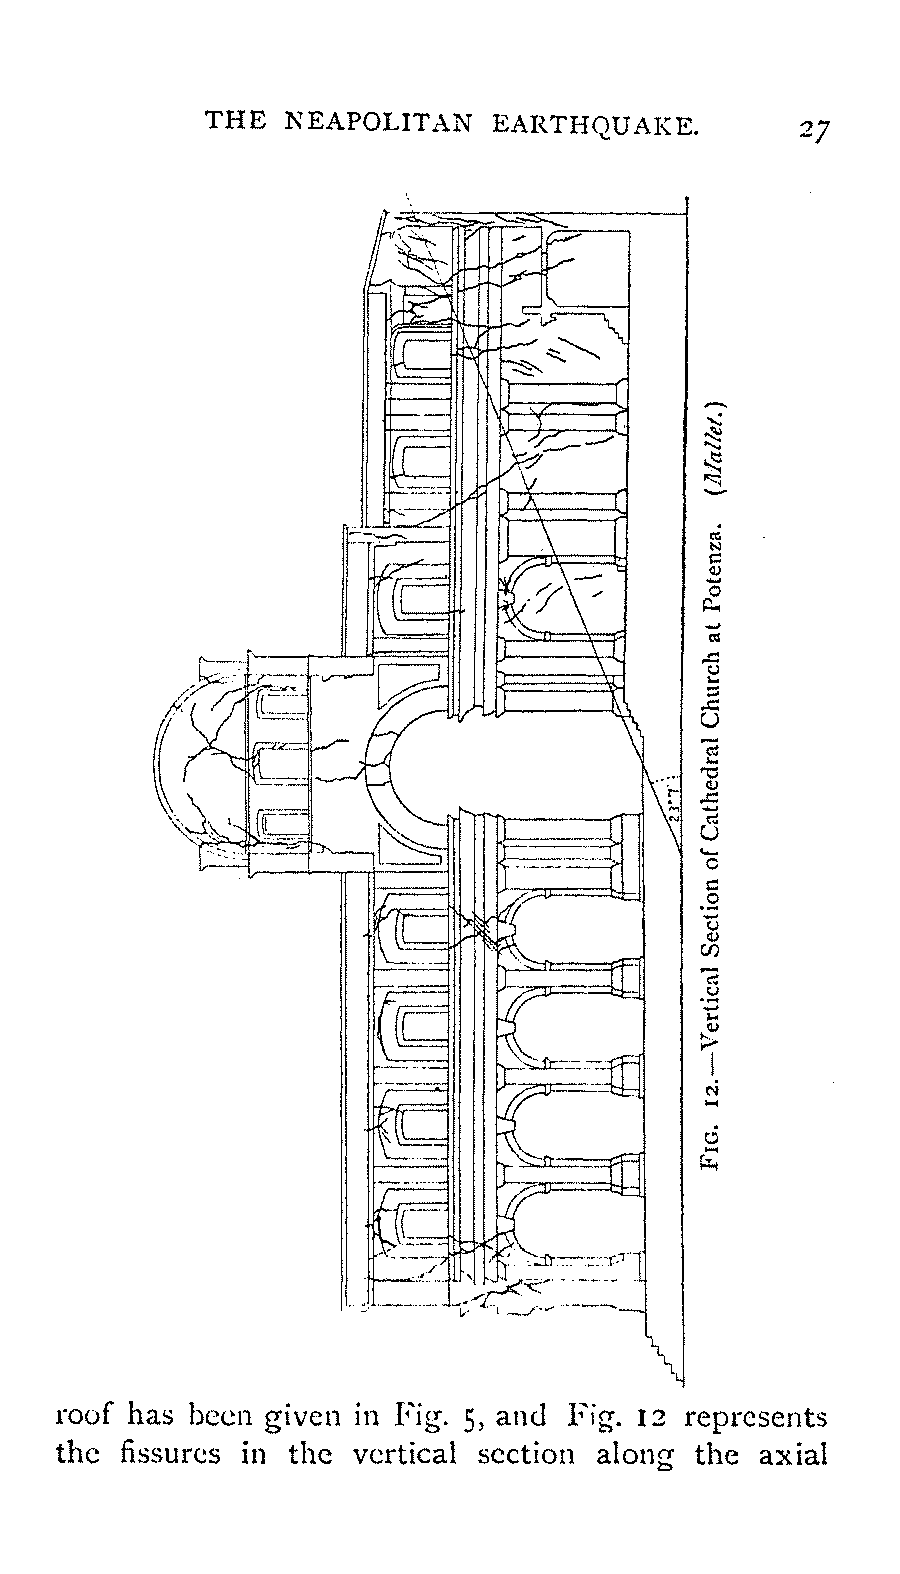 THE NEAPOLITAN EARTHQUAKE. 27
23°7'
FIG. 12.—Vertical Section of Cathedral Church at Potenza. (Mallet.)
roof has been given in Fig. 5, and Fig. 12 represents
the fissures in the vertical section along the axial